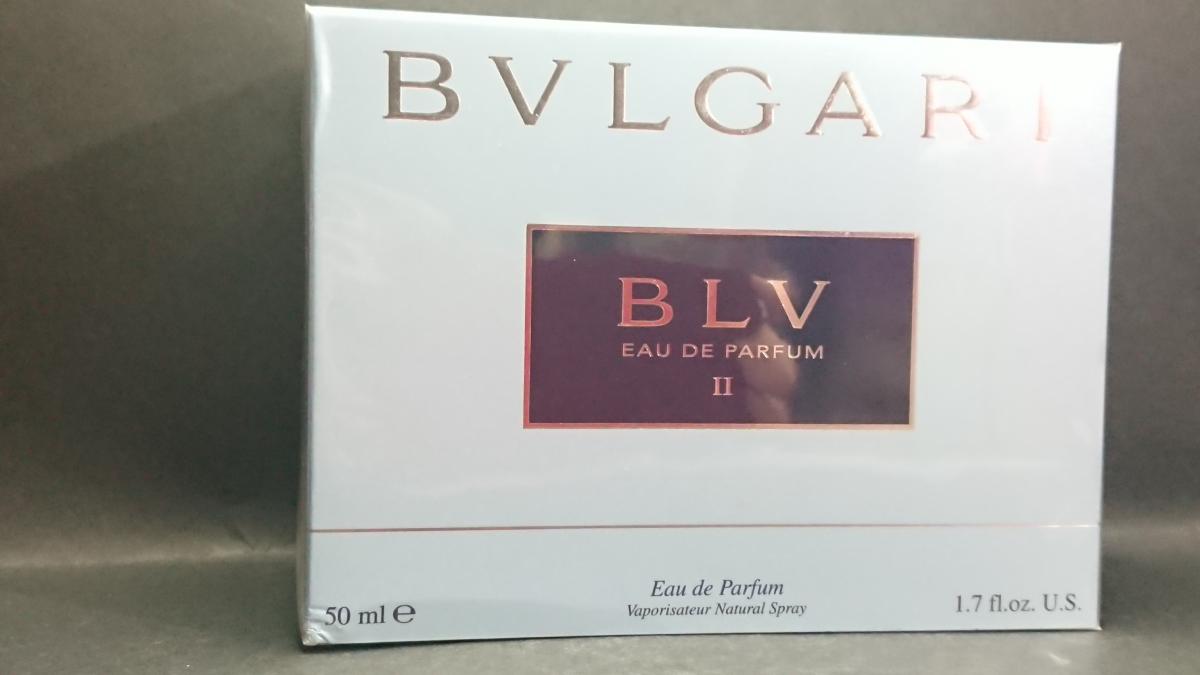 BVLGARI
BLV
EAU DE PARFUM
II
Eau de Parfum
Vaporisateur Natural Spray
50 ml ℮
1.7 fl.oz. U.S.